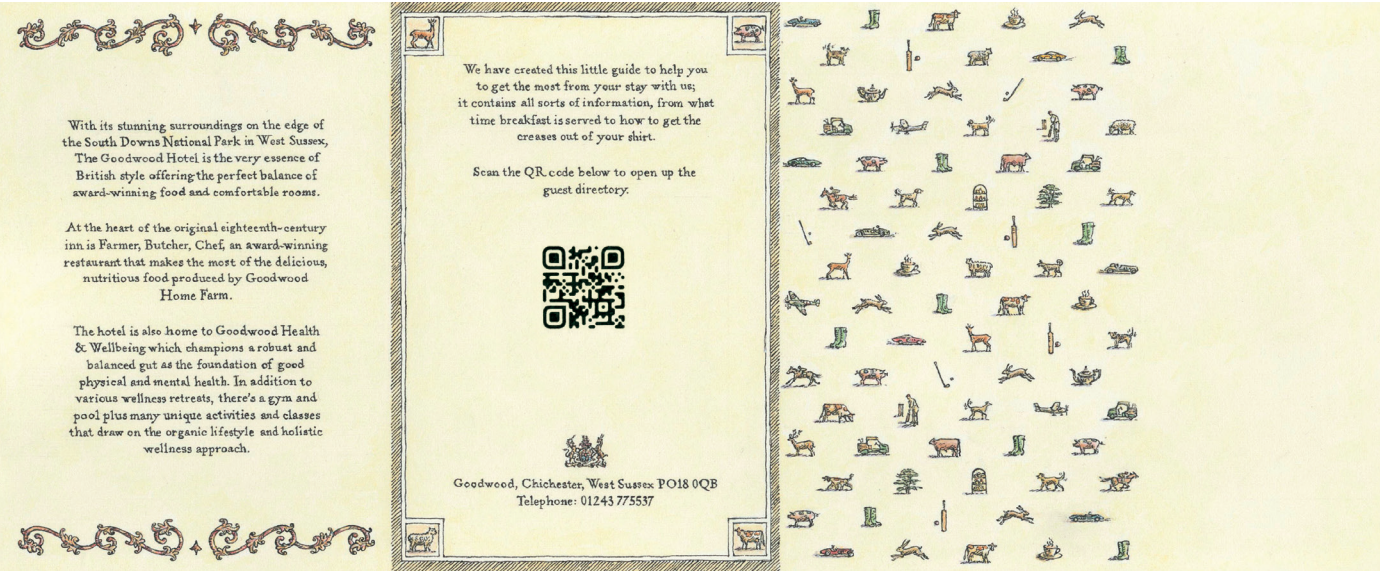 With its stunning surroundings on the edge of
the South Downs National Park in West Sussex,
The Goodwood Hotel is the very essence of
British style offering the perfect balance of
award-winning food and comfortable rooms.
At the heart of the original eighteenth-century
inn is Farmer, Butcher, Chef, an award-winning
restaurant that makes the most of the delicious,
nutritious food produced by Goodwood
Home Farm.
The hotel is also home to Goodwood Health
& Wellbeing which champions a robust and
balanced gut as the foundation of good
physical and mental health. In addition to
various wellness retreats, there's a gym and
pool plus many unique activities and classes
that draw on the organic lifestyle and holistic
wellness approach.
We have created this little guide to help you
to get the most from your stay with us;
it contains all sorts of information, from what
time breakfast is served to how to get the
creases out of your shirt.
Scan the QR code below to open up the
guest directory.
Goodwood, Chichester, West Sussex PO18 0QB
Telephone: 01243 775537